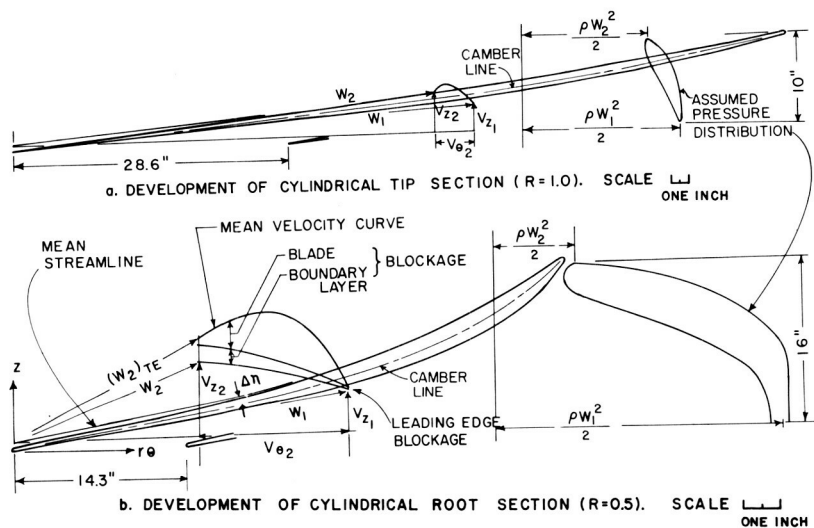 ρW₂²
2
CAMBER
LINE
W₂
V_z2
W₁
V_z1
V_θ2
ρW₁²
2
ASSUMED
PRESSURE
DISTRIBUTION
10"
28.6"
a. DEVELOPMENT OF CYLINDRICAL TIP SECTION (R=1.0). SCALE
ONE INCH
MEAN VELOCITY CURVE
MEAN
STREAMLINE
BLADE
BOUNDARY
LAYER
BLOCKAGE
ρW₂²
2
(W₂)TE
W₂
V_z2
Δη
W₁
V_z1
CAMBER
LINE
LEADING EDGE
BLOCKAGE
ρW₁²
2
16"
z
rθ
V_θ2
14.3"
b. DEVELOPMENT OF CYLINDRICAL ROOT SECTION (R=0.5). SCALE
ONE INCH